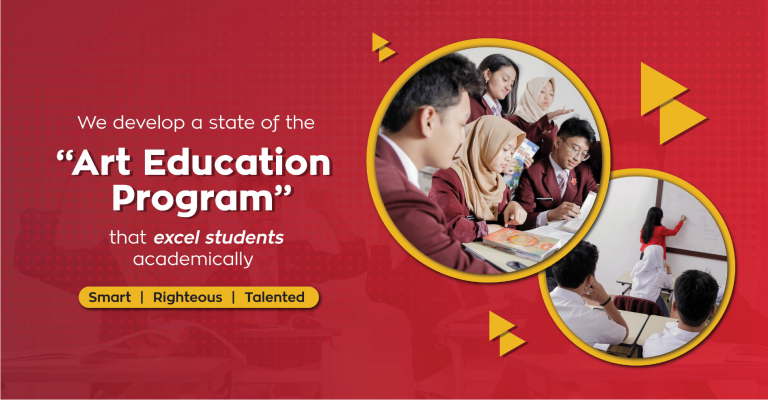 We develop a state of the
“Art Education
Program”
that excel students
academically
Smart | Righteous | Talented